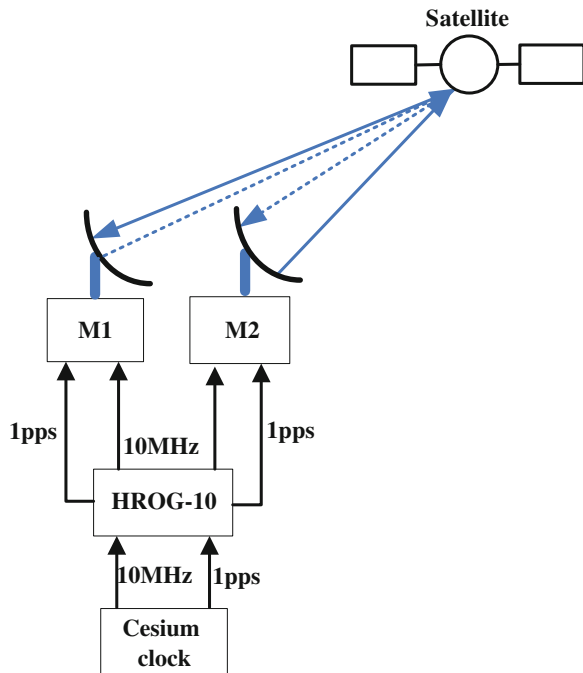 Satellite
M1
M2
1pps
10MHz
1pps
HROG-10
10MHz
1pps
Cesium
clock